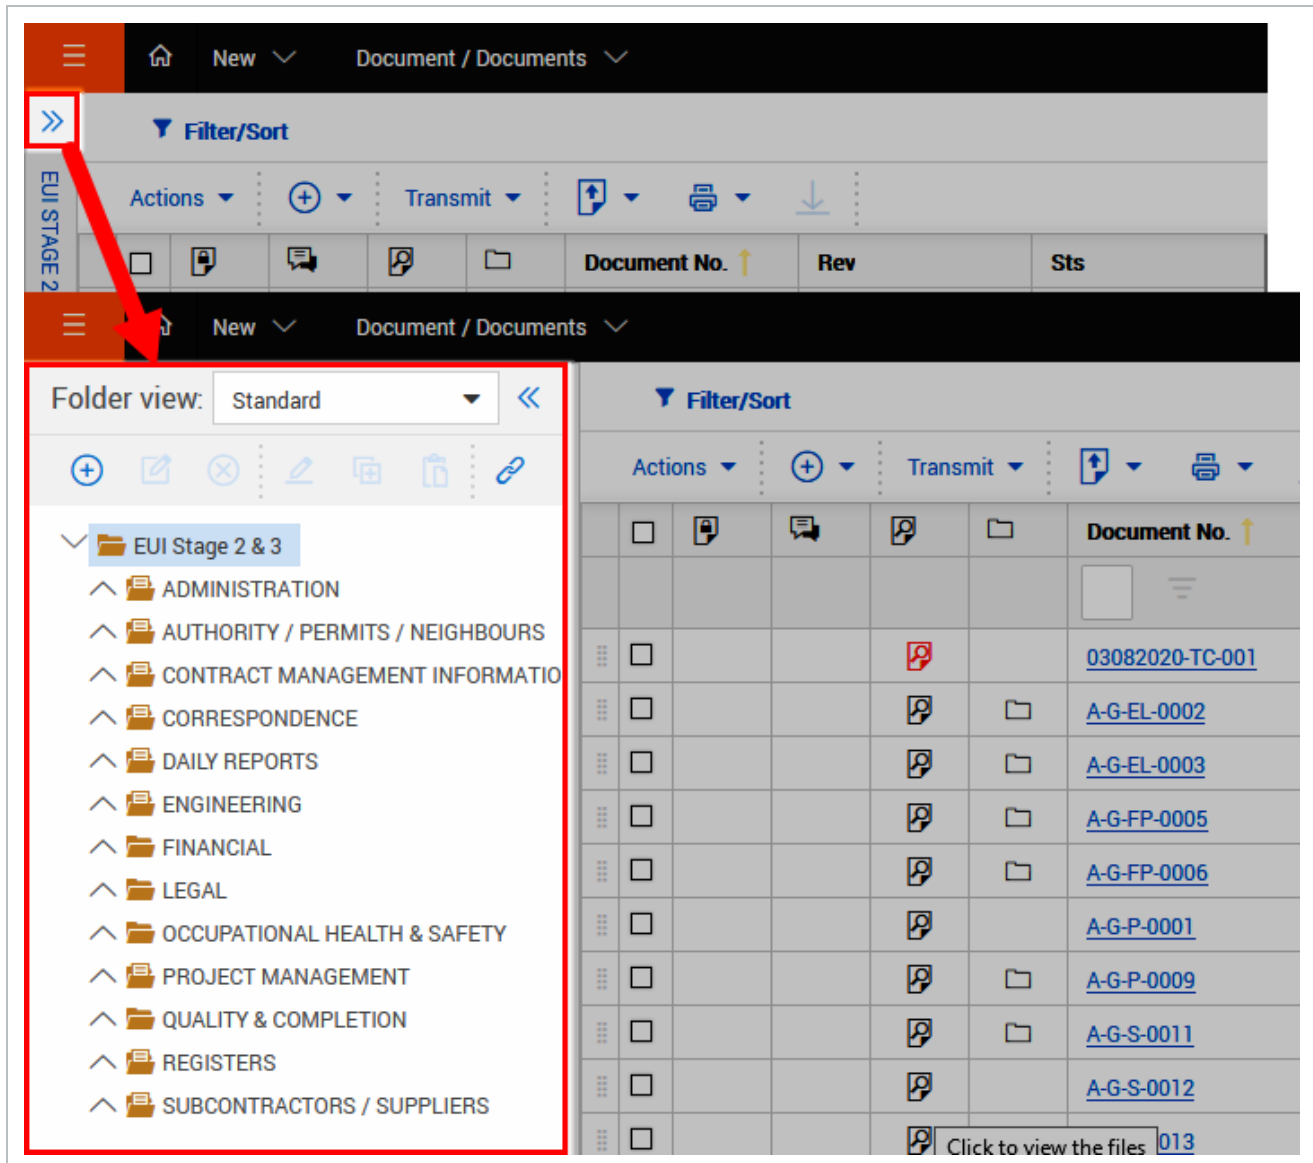 New
Document / Documents
Filter/Sort
EUI STAGE 2
Actions
Transmit
Document No.
Rev
Sts
New
Document / Documents
Folder view:
Standard
EUI Stage 2 & 3
ADMINISTRATION
AUTHORITY / PERMITS / NEIGHBOURS
CONTRACT MANAGEMENT INFORMATIO
CORRESPONDENCE
DAILY REPORTS
ENGINEERING
FINANCIAL
LEGAL
OCCUPATIONAL HEALTH & SAFETY
PROJECT MANAGEMENT
QUALITY & COMPLETION
REGISTERS
SUBCONTRACTORS / SUPPLIERS
Filter/Sort
Actions
Transmit
Document No.
03082020-TC-001
A-G-EL-0002
A-G-EL-0003
A-G-FP-0005
A-G-FP-0006
A-G-P-0001
A-G-P-0009
A-G-S-0011
A-G-S-0012
Click to view the files
013